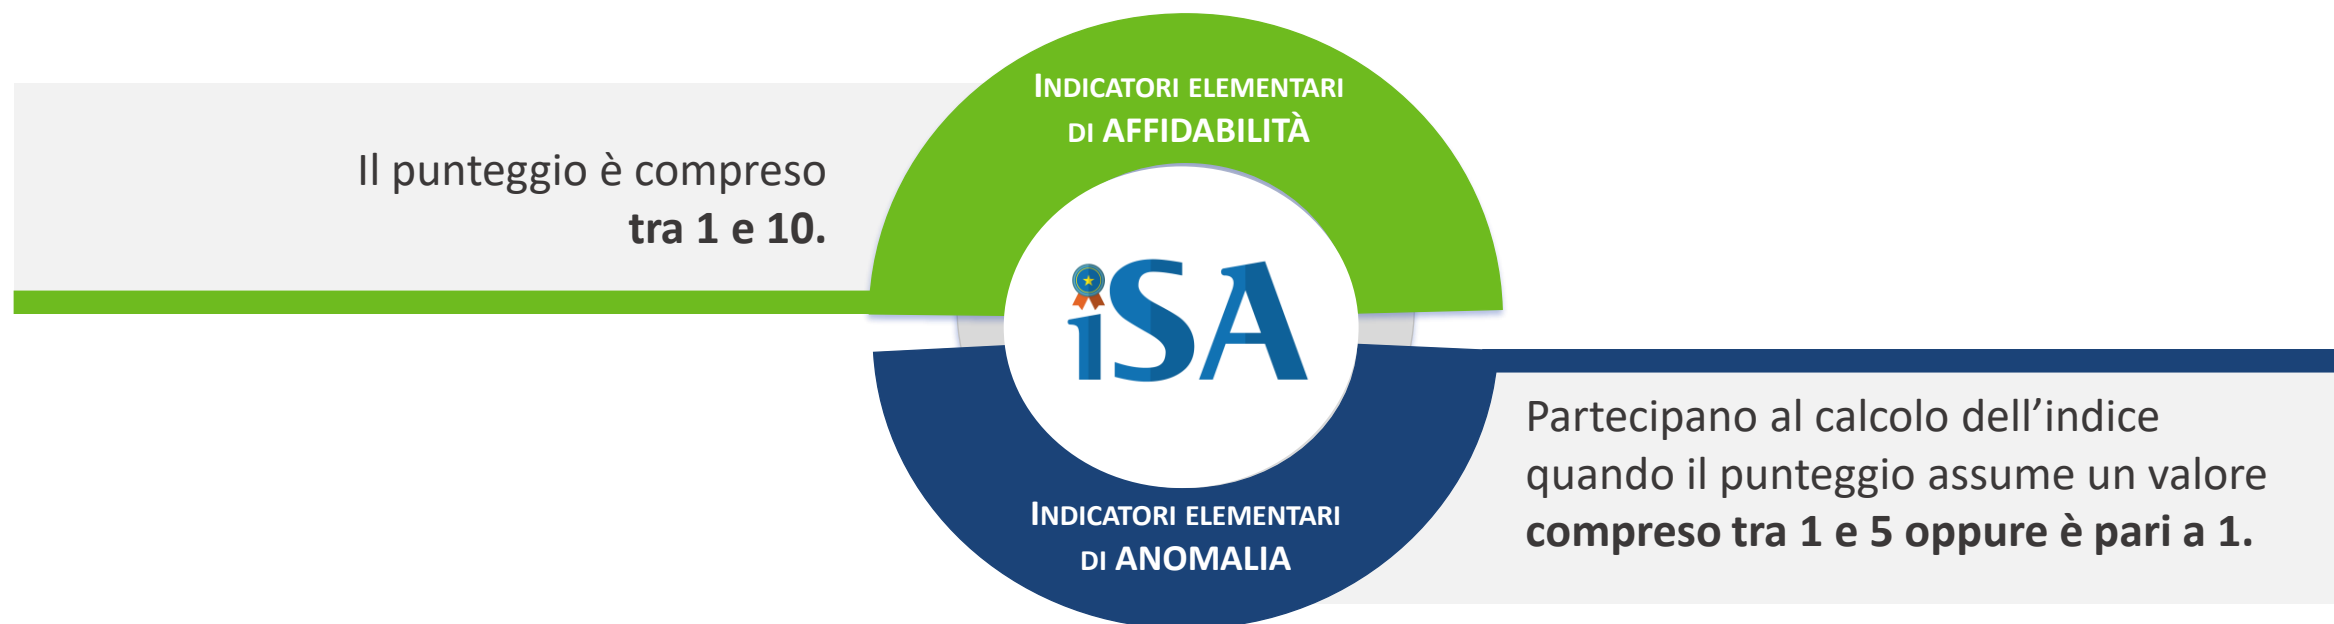 INDICATORI ELEMENTARI
DI AFFIDABILITÀ
Il punteggio è compreso
tra 1 e 10.
iSA
Partecipano al calcolo dell’indice
quando il punteggio assume un valore
compreso tra 1 e 5 oppure è pari a 1.
INDICATORI ELEMENTARI
DI ANOMALIA